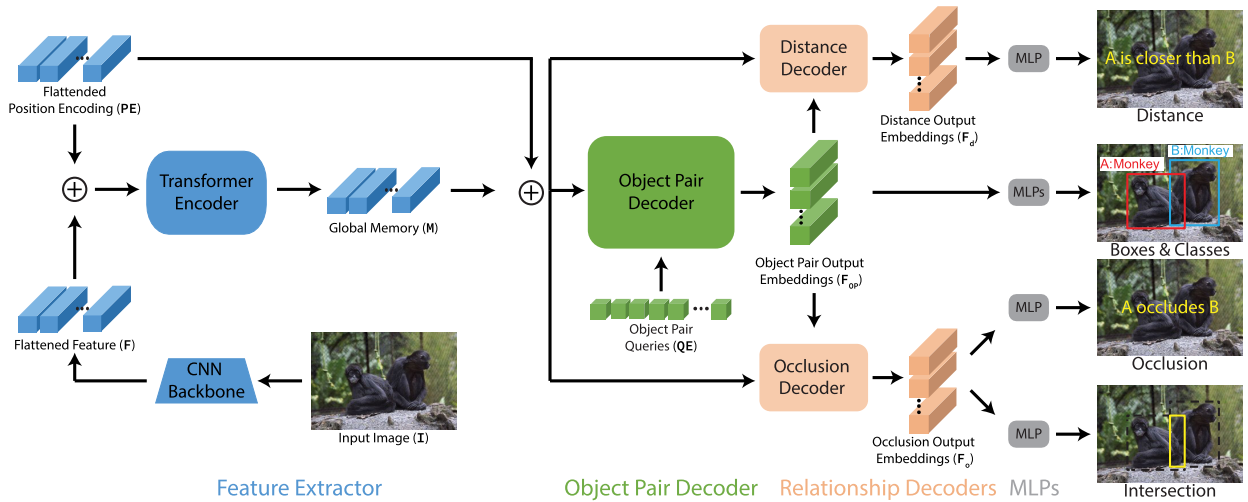 Flattended
Position Encoding (PE)
Transformer
Encoder
Global Memory (M)
Flattened Feature (F)
CNN
Backbone
Input Image (I)
Feature Extractor
Object Pair
Decoder
Object Pair
Queries (QE)
Object Pair Output
Embeddings (Fop)
Object Pair Decoder
Distance
Decoder
Distance Output
Embeddings (Fd)
Occlusion
Decoder
Occlusion Output
Embeddings (Fo)
Relationship Decoders
MLP
MLPs
MLP
MLP
MLPs
A is closer than B
Distance
B:Monkey
A:Monkey
Boxes & Classes
A occludes B
Occlusion
Intersection